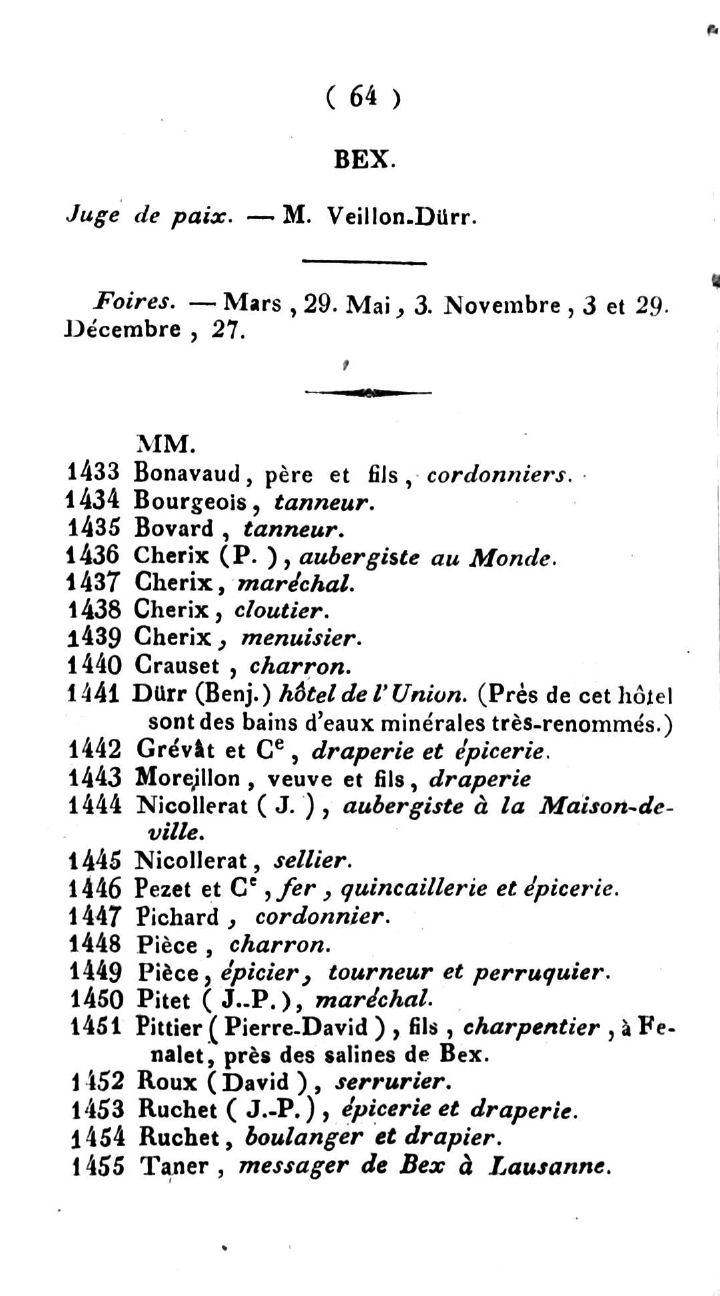 ( 64 )
BEX.
Juge de paix. — M. Veillon-Dürr.
Foires. — Mars , 29. Mai , 3. Novembre , 3 et 29.
Décembre , 27.
MM.
1433 Bonavaud , père et fils , cordonniers.
1434 Bourgeois , tanneur.
1435 Bovard , tanneur.
1436 Cherix (P. ) , aubergiste au Monde.
1437 Cherix , maréchal.
1438 Cherix , cloutier.
1439 Cherix , menuisier.
1440 Crauset , charron.
1441 Dürr (Benj.) hôtel de l'Union. (Près de cet hôtel
sont des bains d'eaux minérales très-renommés.)
1442 Grévât et Cᵉ , draperie et épicerie.
1443 Morejllon , veuve et fils , draperie
1444 Nicollerat ( J. ) , aubergiste à la Maison-de-
ville.
1445 Nicollerat , sellier.
1446 Pezet et Cᵉ , fer , quincaillerie et épicerie.
1447 Pichard , cordonnier.
1448 Pièce , charron.
1449 Pièce , épicier , tourneur et perruquier.
1450 Pitet ( J..P. ) , maréchal.
1451 Pittier ( Pierre-David ) , fils , charpentier , à Fe-
nalet , près des salines de Bex.
1452 Roux ( David ) , serrurier.
1453 Ruchet ( J.-P. ) , épicerie et draperie.
1454 Ruchet , boulanger et drapier.
1455 Taner , messager de Bex à Lausanne.